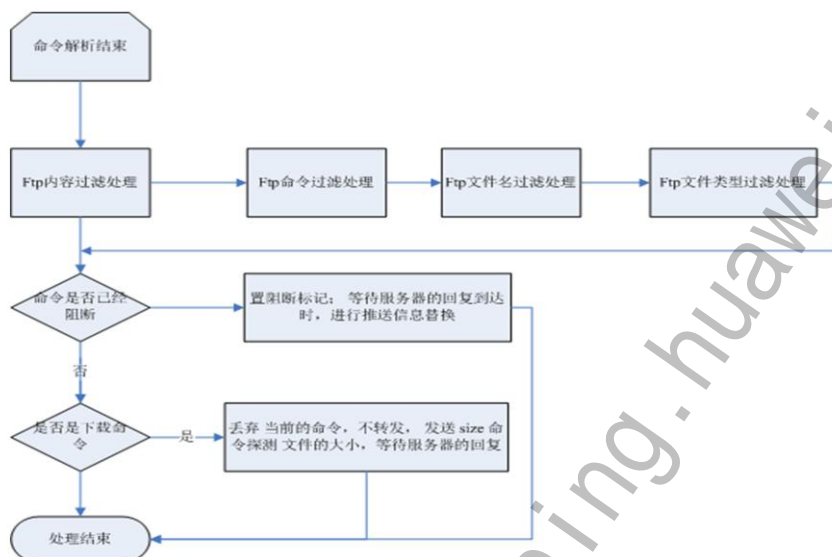 命令解析结束
Ftp内容过滤处理
Ftp命令过滤处理
Ftp文件名过滤处理
Ftp文件类型过滤处理
命令是否已经
阻断
置阻断标记; 等待服务器的回复到达
时，进行推送信息替换
否
是否是下载命
令
是
丢弃 当前的命令，不转发， 发送 size 命
令探测 文件的大小，等待服务器的回复
处理结束
ning.huawei